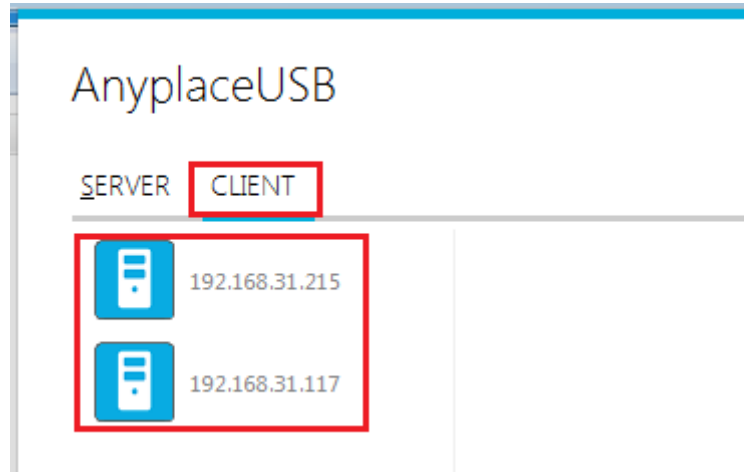 AnyplaceUSB
SERVER CLIENT
192.168.31.215
192.168.31.117